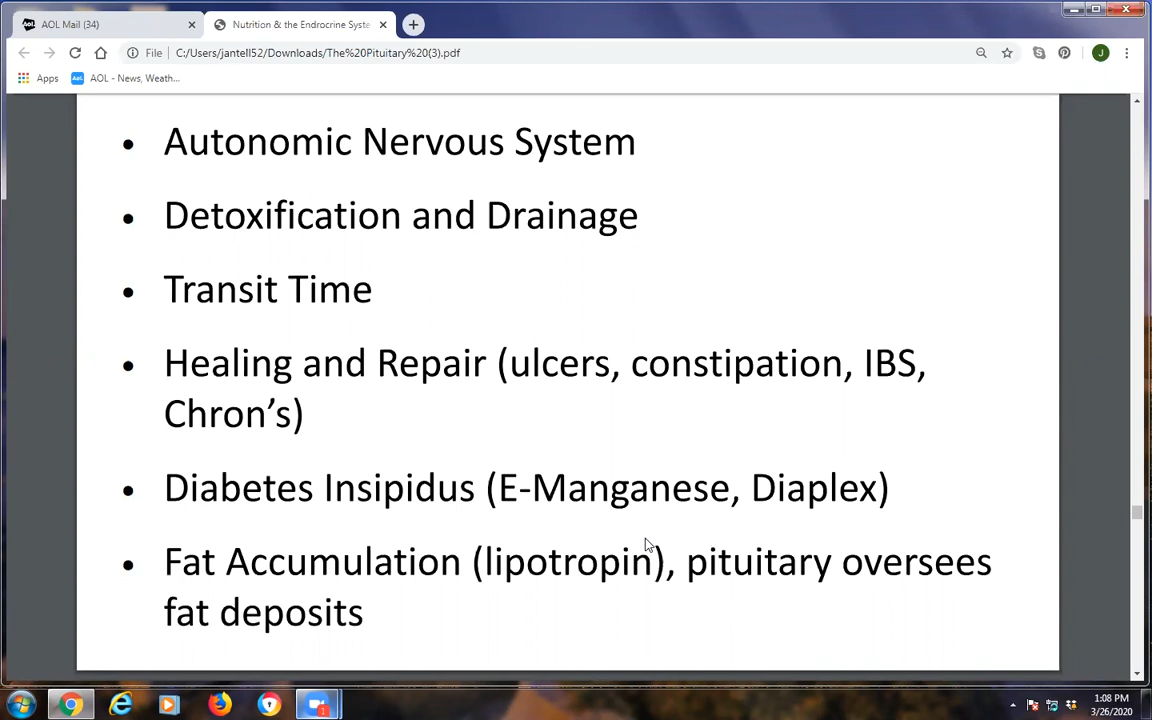 AOL Mail (34)
Nutrition & the Endocrine Syste
File
C:/Users/jantell52/Downloads/The%20Pituitary%20(3).pdf
J
Apps
AOL - News, Weath...
• Autonomic Nervous System
• Detoxification and Drainage
• Transit Time
• Healing and Repair (ulcers, constipation, IBS,
Chron's)
• Diabetes Insipidus (E-Manganese, Diaplex)
• Fat Accumulation (lipotropin), pituitary oversees
fat deposits
1:08 PM
3/26/2020